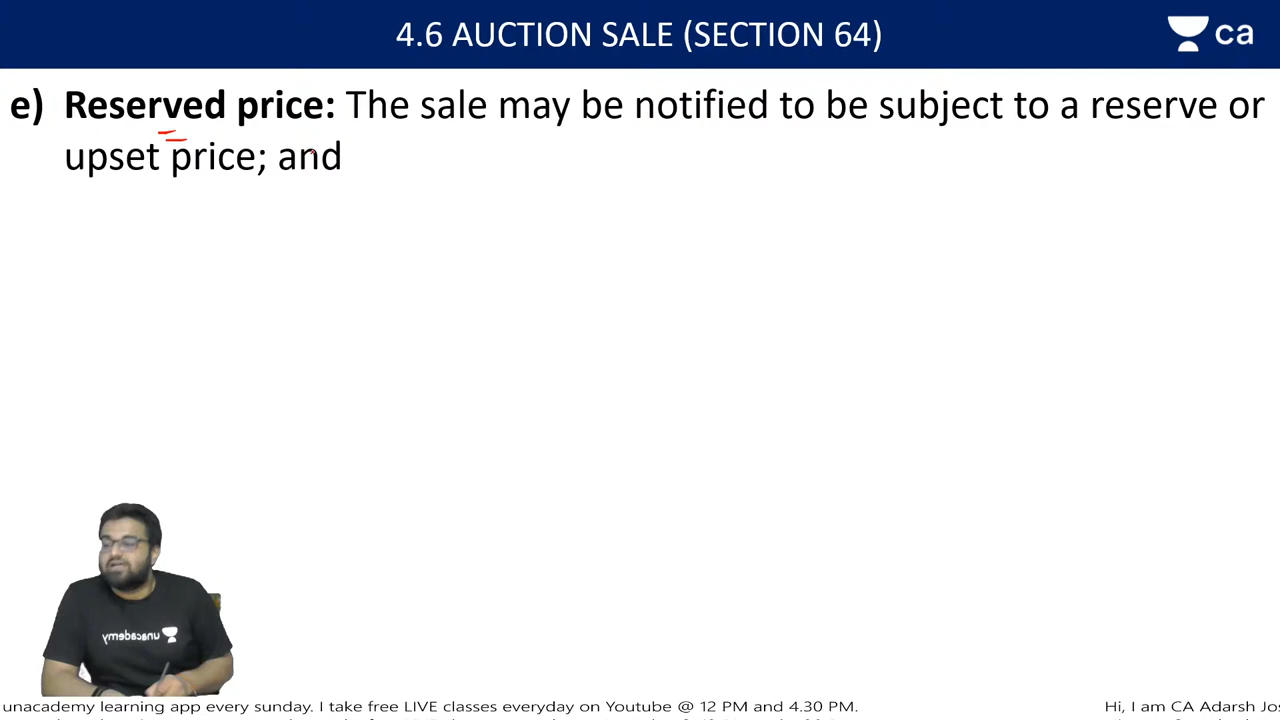 4.6 AUCTION SALE (SECTION 64)
ca
e) Reserved price: The sale may be notified to be subject to a reserve or
upset price; and
unacademy
unacademy learning app every sunday. I take free LIVE classes everyday on Youtube @ 12 PM and 4.30 PM.
Hi, I am CA Adarsh Jos